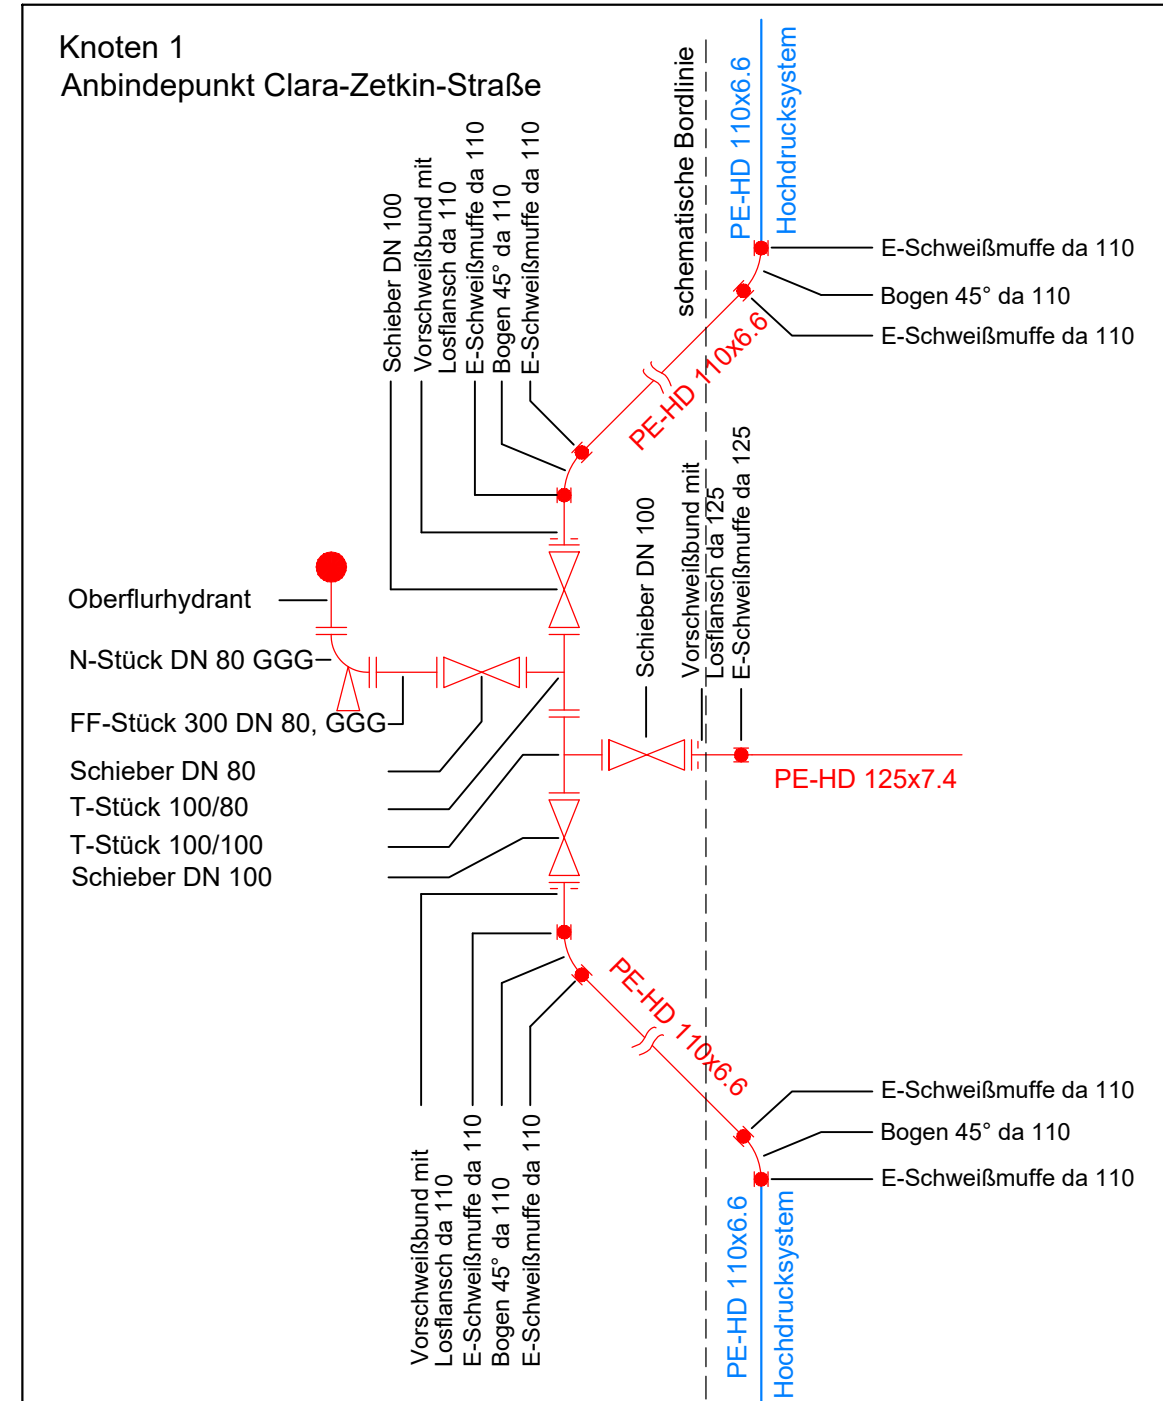 Knoten 1
Anbindepunkt Clara-Zetkin-Straße
Schieber DN 100
Vorschweißbund mit
Losflansch da 110
E-Schweißmuffe da 110
Bogen 45° da 110
E-Schweißmuffe da 110
schematische Bordlinie
PE-HD 110x6.6
Hochdrucksystem
E-Schweißmuffe da 110
Bogen 45° da 110
E-Schweißmuffe da 110
PE-HD 110x6.6
Schieber DN 100
Vorschweißbund mit
Losflansch da 125
E-Schweißmuffe da 125
Oberflurhydrant
N-Stück DN 80 GGG
FF-Stück 300 DN 80, GGG
Schieber DN 80
T-Stück 100/80
T-Stück 100/100
Schieber DN 100
PE-HD 125x7.4
PE-HD 110x6.6
Vorschweißbund mit
Losflansch da 110
E-Schweißmuffe da 110
Bogen 45° da 110
E-Schweißmuffe da 110
E-Schweißmuffe da 110
Bogen 45° da 110
E-Schweißmuffe da 110
PE-HD 110x6.6
Hochdrucksystem